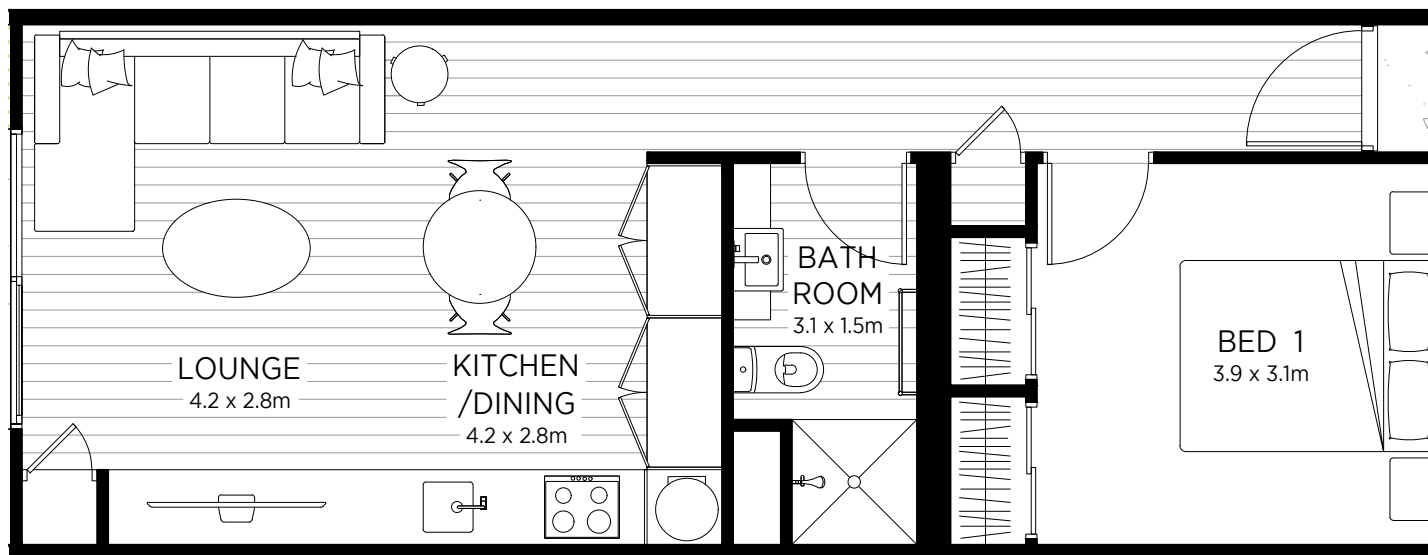 LOUNGE
4.2 x 2.8m
KITCHEN
/DINING
4.2 x 2.8m
BATH
ROOM
3.1 x 1.5m
BED 1
3.9 x 3.1m